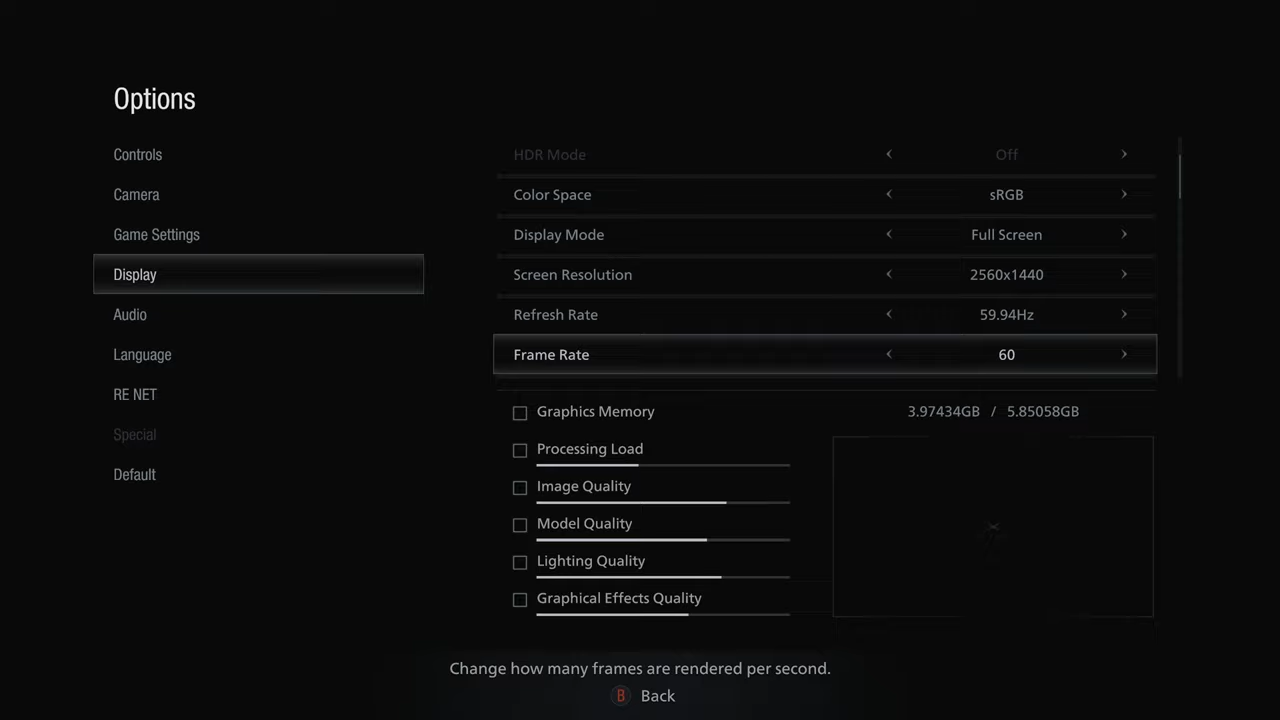 Options
Controls
Camera
Game Settings
Display
Audio
Language
RE NET
Special
Default
HDR Mode Off
Color Space sRGB
Display Mode Full Screen
Screen Resolution 2560x1440
Refresh Rate 59.94Hz
Frame Rate 60
Graphics Memory 3.97434GB / 5.85058GB
Processing Load
Image Quality
Model Quality
Lighting Quality
Graphical Effects Quality
Change how many frames are rendered per second.
B Back